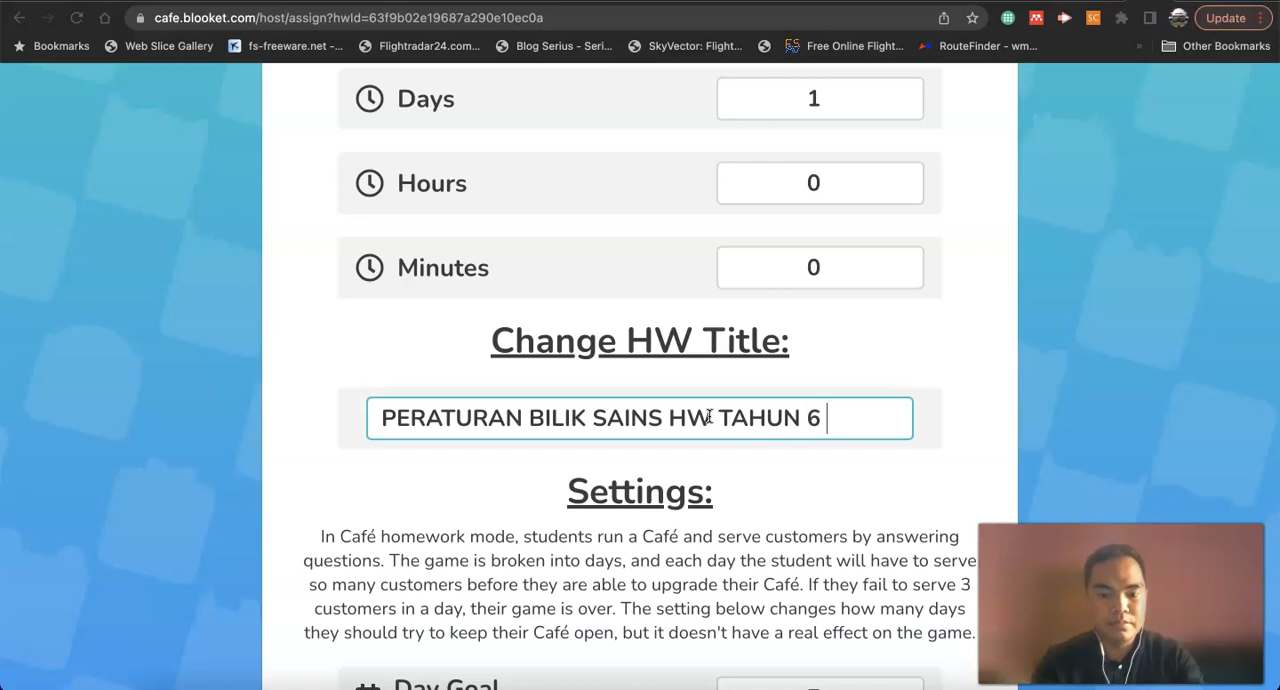 cafe.blooket.com/host/assign?hwId=63f9b02e19687a290e10ec0a
Update
Bookmarks Web Slice Gallery fs-freeware.net -... Flightradar24.com... Blog Serius - Seri... SkyVector: Flight... Free Online Flight... RouteFinder - wm... » Other Bookmarks
Days 1
Hours 0
Minutes 0
Change HW Title:
PERATURAN BILIK SAINS HW TAHUN 6
Settings:
In Café homework mode, students run a Café and serve customers by answering
questions. The game is broken into days, and each day the student will have to serve
so many customers before they are able to upgrade their Café. If they fail to serve 3
customers in a day, their game is over. The setting below changes how many days
they should try to keep their Café open, but it doesn't have a real effect on the game.
Day Goal